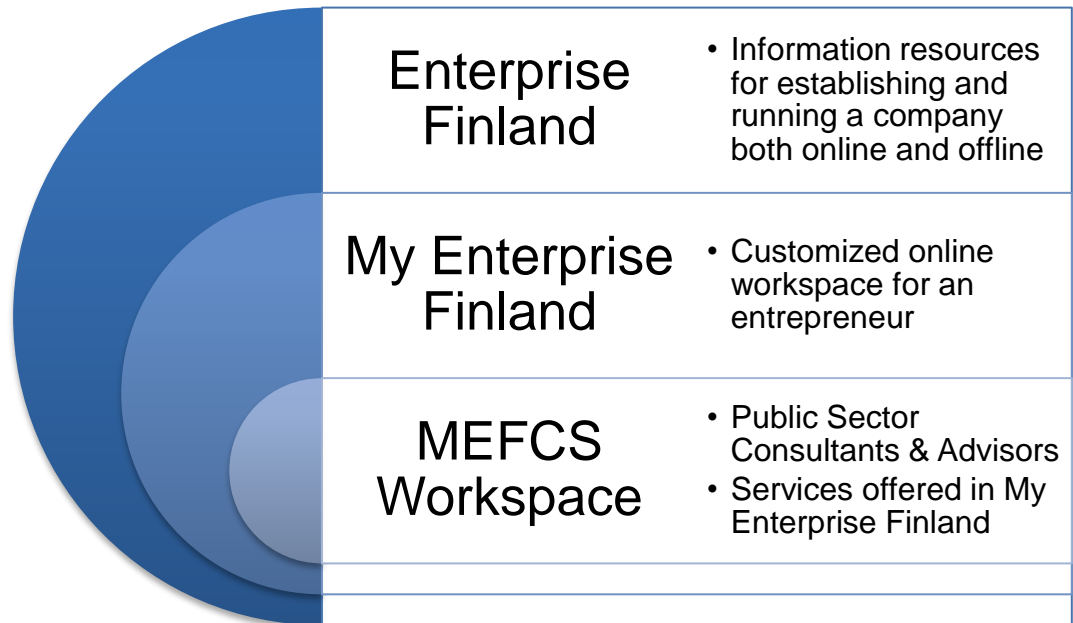 Enterprise
Finland
• Information resources
for establishing and
running a company
both online and offline
My Enterprise
Finland
• Customized online
workspace for an
entrepreneur
MEFCS
Workspace
• Public Sector
Consultants & Advisors
• Services offered in My
Enterprise Finland